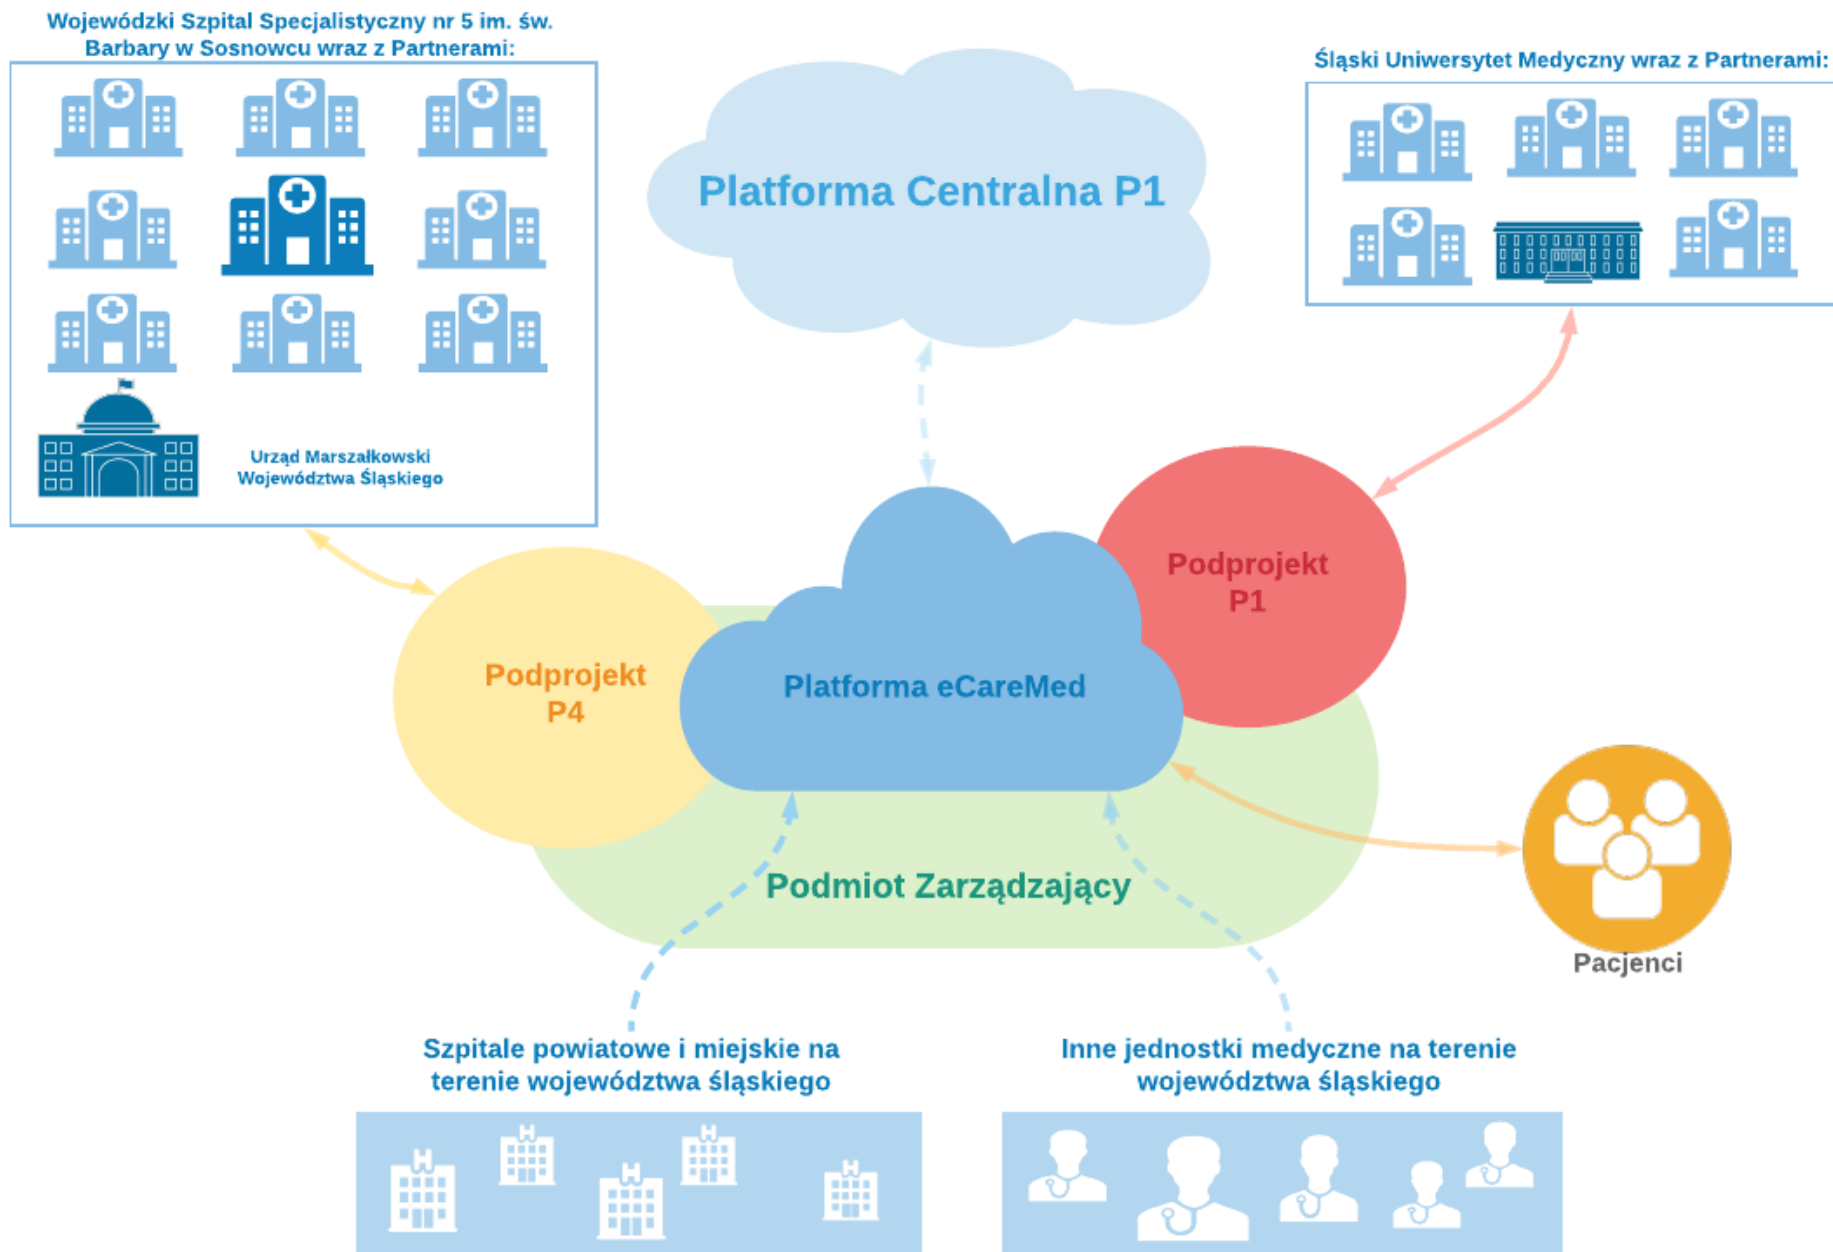 Wojewódzki Szpital Specjalistyczny nr 5 im. św.
Barbary w Sosnowcu wraz z Partnerami:
Urząd Marszałkowski
Województwa Śląskiego
Platforma Centralna P1
Śląski Uniwersytet Medyczny wraz z Partnerami:
Podprojekt
P1
Podprojekt
P4
Platforma eCareMed
Podmiot Zarządzający
Pacjenci
Szpitale powiatowe i miejskie na
terenie województwa śląskiego
Inne jednostki medyczne na terenie
województwa śląskiego
H
H
H
H
H